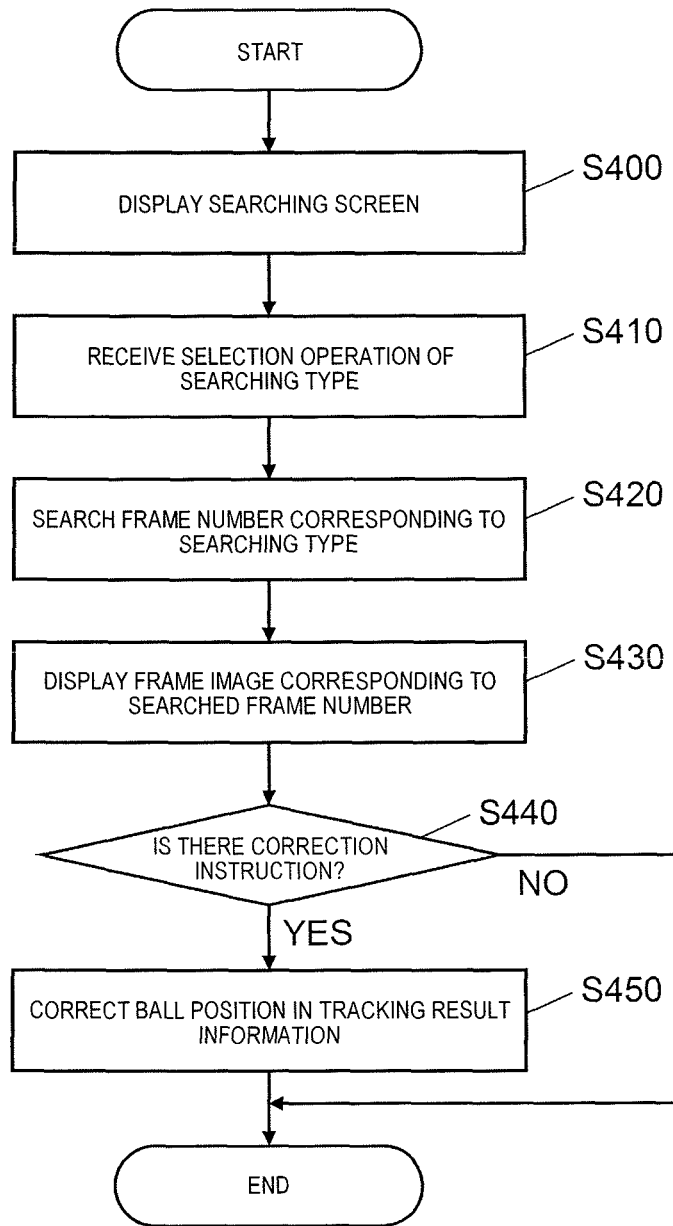 START
S400
DISPLAY SEARCHING SCREEN
S410
RECEIVE SELECTION OPERATION OF
SEARCHING TYPE
S420
SEARCH FRAME NUMBER CORRESPONDING TO
SEARCHING TYPE
S430
DISPLAY FRAME IMAGE CORRESPONDING TO
SEARCHED FRAME NUMBER
S440
IS THERE CORRECTION
INSTRUCTION?
NO
YES
S450
CORRECT BALL POSITION IN TRACKING RESULT
INFORMATION
END